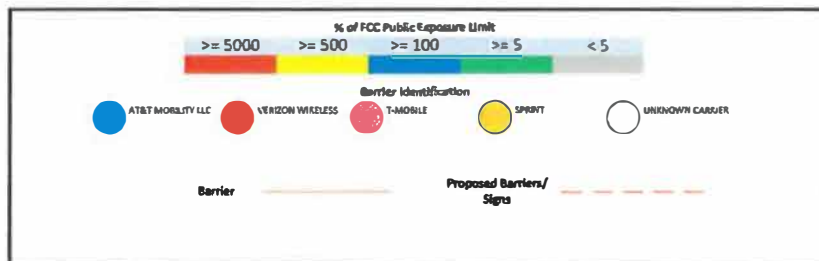 % of FCC Public Exposure Limit
>= 5000 >= 500 >= 100 >= 5 < 5
Barrier Identification
AT&T MOBILITY LLC VERIZON WIRELESS T-MOBILE SPRINT UNKNOWN CARRIER
Barrier Proposed Barriers/
Signs